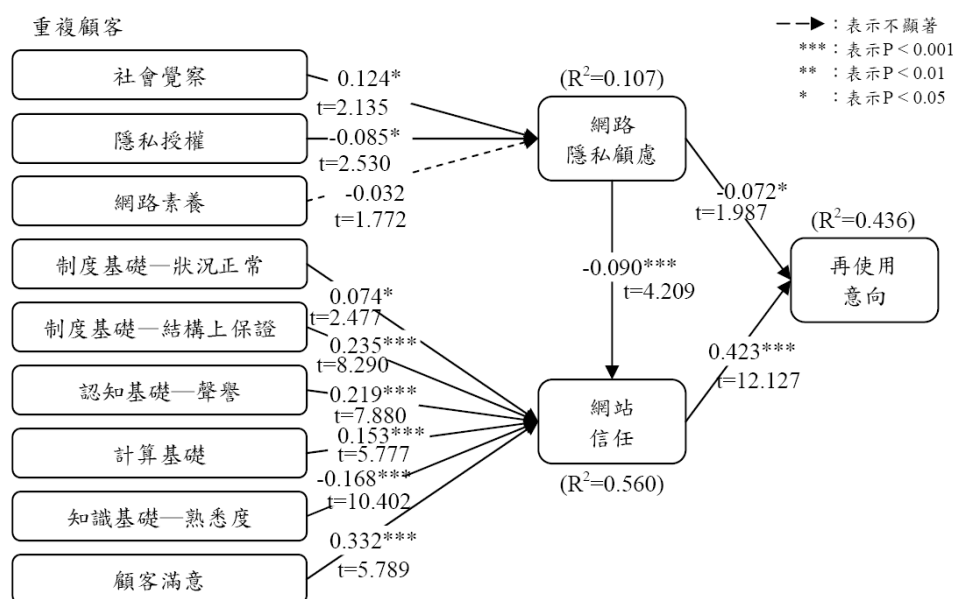 重複顧客
- - ▶：表示不顯著
***：表示P < 0.001
**：表示P < 0.01
*：表示P < 0.05
社會覺察
0.124*
t=2.135
隱私授權
-0.085*
t=2.530
網路素養
-0.032
t=1.772
(R²=0.107)
網路
隱私顧慮
-0.072*
t=1.987
(R²=0.436)
再使用
意向
-0.090***
t=4.209
制度基礎—狀況正常
0.074*
t=2.477
制度基礎—結構上保證
0.235***
t=8.290
認知基礎—聲譽
0.219***
t=7.880
計算基礎
0.153***
t=5.777
知識基礎—熟悉度
-0.168***
t=10.402
顧客滿意
0.332***
t=5.789
網站
信任
(R²=0.560)
0.423***
t=12.127